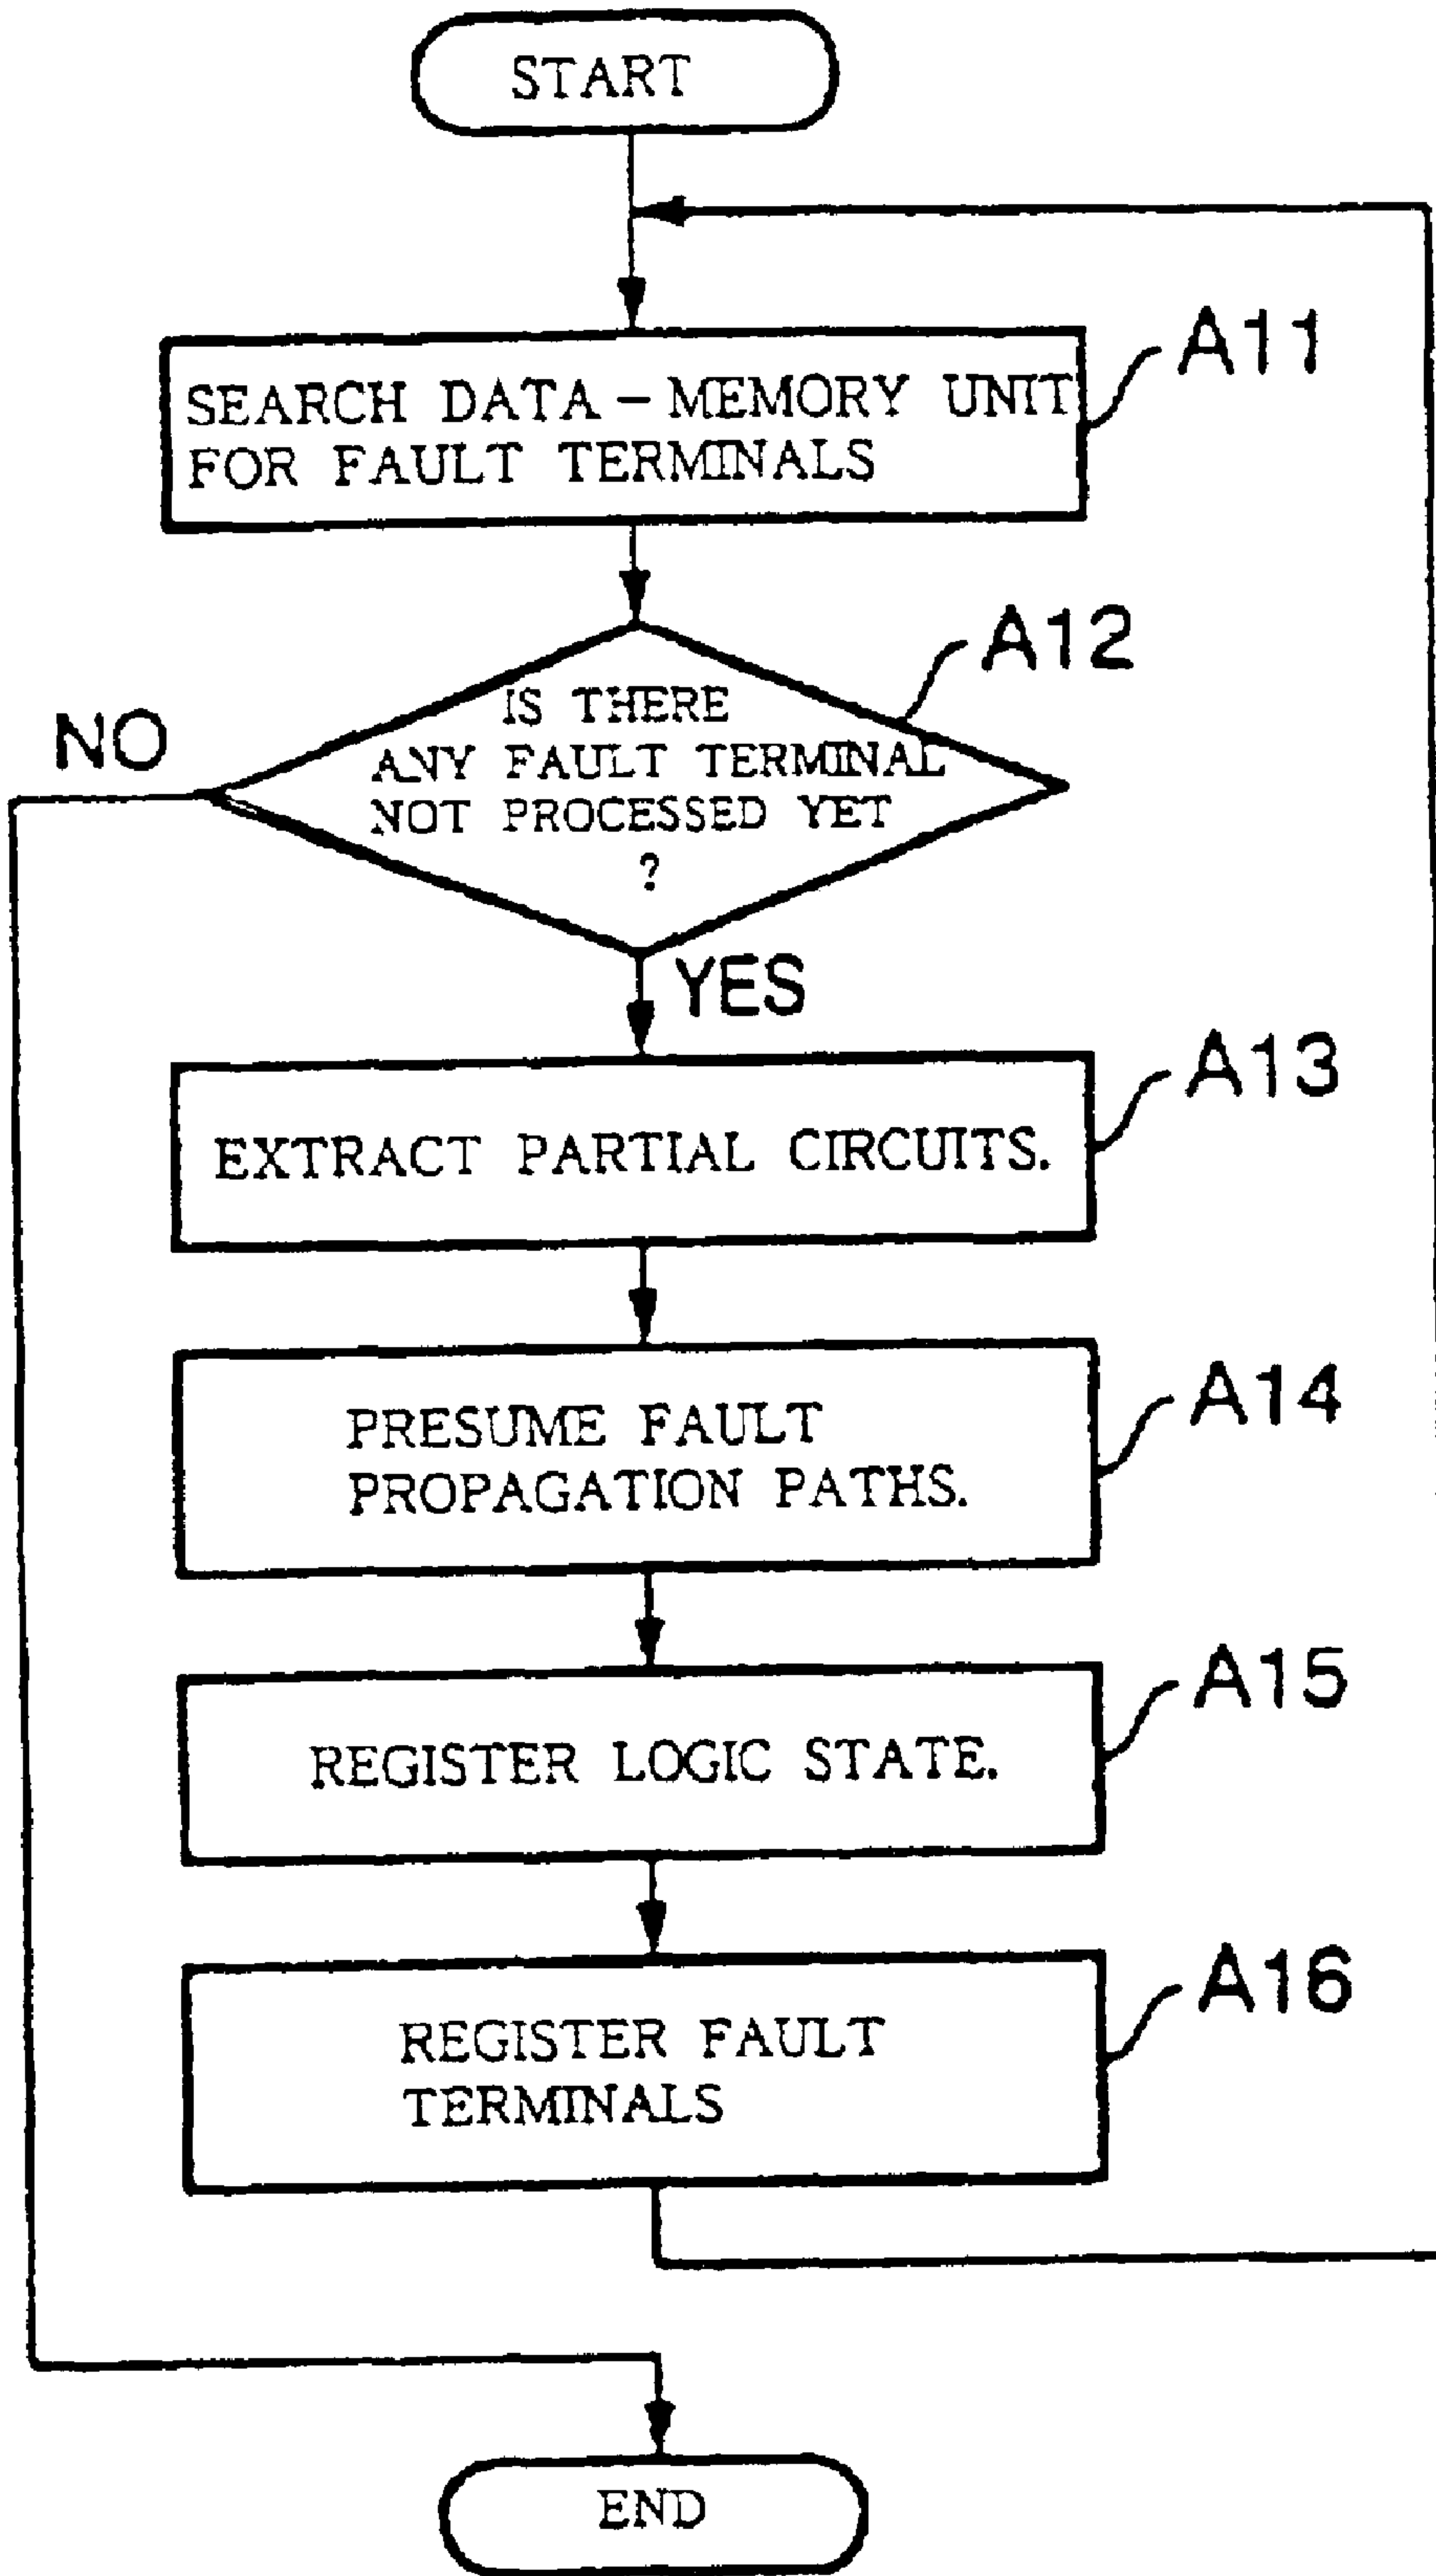 START
A11
SEARCH DATA - MEMORY UNIT
FOR FAULT TERMINALS
A12
NO
IS THERE
ANY FAULT TERMINAL
NOT PROCESSED YET
?
YES
A13
EXTRACT PARTIAL CIRCUITS.
A14
PRESUME FAULT
PROPAGATION PATHS.
A15
REGISTER LOGIC STATE.
A16
REGISTER FAULT
TERMINALS
END